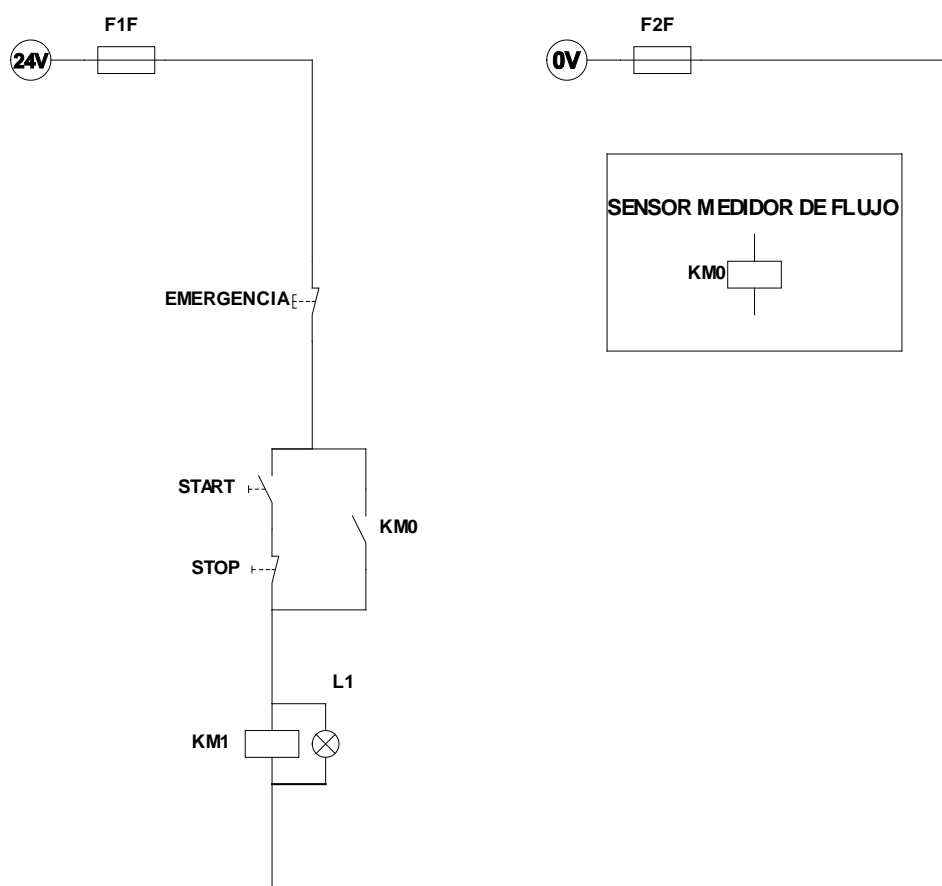 F1F
F2F
24V
0V
SENSOR MEDIDOR DE FLUJO
KM0
EMERGENCIA
START
KM0
STOP
L1
KM1